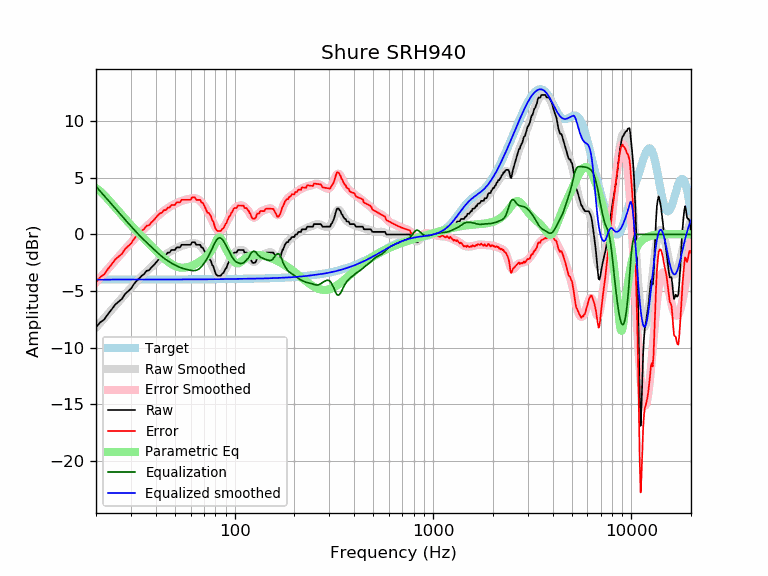 Shure SRH940
Amplitude (dBr)
10
5
0
−5
−10
−15
−20
Target
Raw Smoothed
Error Smoothed
Raw
Error
Parametric Eq
Equalization
Equalized smoothed
100
1000
10000
Frequency (Hz)